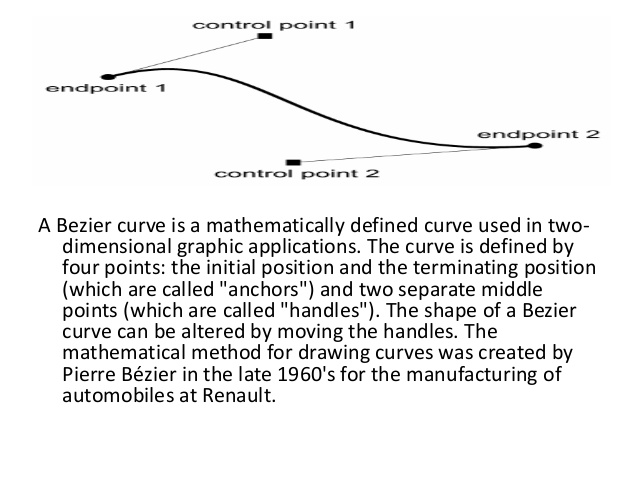 control point 1
endpoint 1
endpoint 2
control point 2
A Bezier curve is a mathematically defined curve used in two-
dimensional graphic applications. The curve is defined by
four points: the initial position and the terminating position
(which are called "anchors") and two separate middle
points (which are called "handles"). The shape of a Bezier
curve can be altered by moving the handles. The
mathematical method for drawing curves was created by
Pierre Bézier in the late 1960's for the manufacturing of
automobiles at Renault.